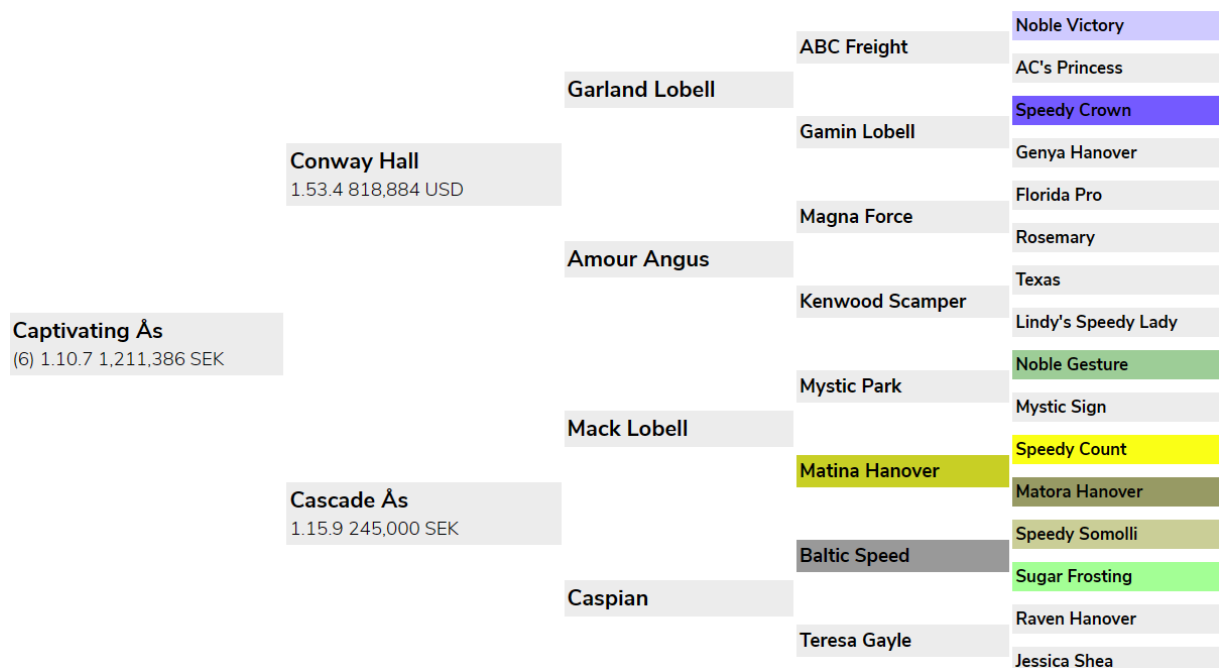 Captivating Ås
(6) 1.10.7 1,211,386 SEK
Conway Hall
1.53.4 818,884 USD
Cascade Ås
1.15.9 245,000 SEK
Garland Lobell
Amour Angus
Mack Lobell
Caspian
ABC Freight
Gamin Lobell
Magna Force
Kenwood Scamper
Mystic Park
Matina Hanover
Baltic Speed
Teresa Gayle
Noble Victory
AC's Princess
Speedy Crown
Genya Hanover
Florida Pro
Rosemary
Texas
Lindy's Speedy Lady
Noble Gesture
Mystic Sign
Speedy Count
Matora Hanover
Speedy Somolli
Sugar Frosting
Raven Hanover
Jessica Shea